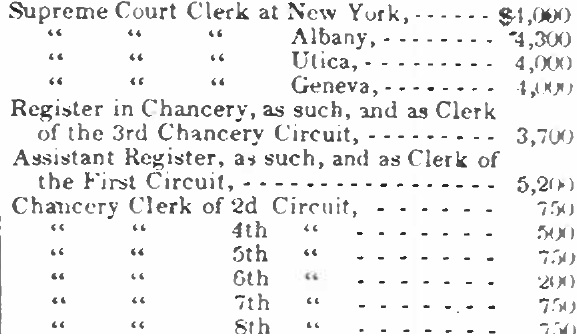 Supreme Court Clerk at New York, - - - - - - $4,000
“ “ “ Albany, - - - - - - - 4,300
“ “ “ Utica, - - - - - - - 4,000
“ “ “ Geneva, - - - - - - - 4,000
Register in Chancery, as such, and as Clerk
of the 3rd Chancery Circuit, - - - - - - - - 3,700
Assistant Register, as such, and as Clerk of
the First Circuit, - - - - - - - - - - - - - - - - 5,200
Chancery Clerk of 2d Circuit, - - - - - - 750
“ “ 4th “ - - - - - - - 500
“ “ 5th “ - - - - - - - 750
“ “ 6th “ - - - - - - - 200
“ “ 7th “ - - - - - - - 750
“ “ 8th “ - - - - - - - 750